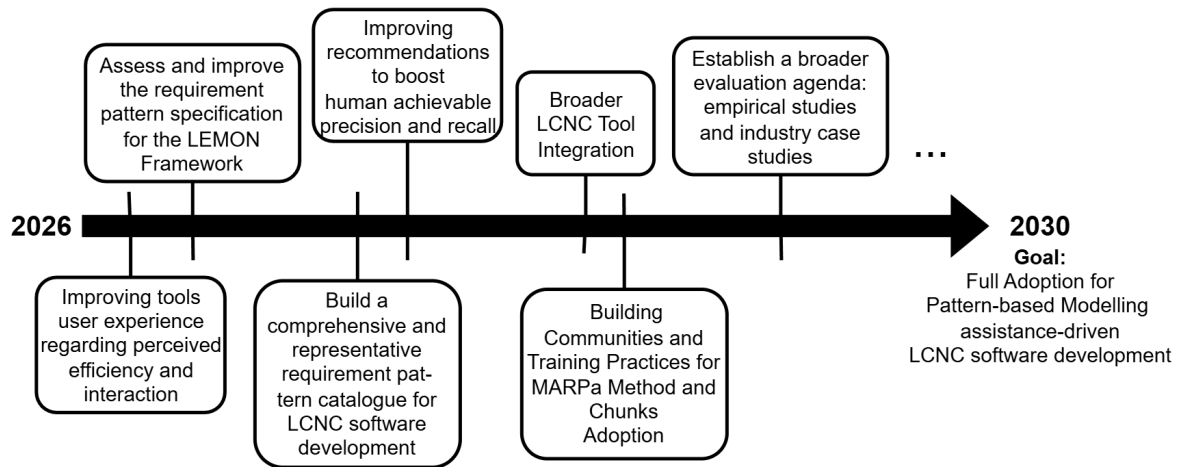 Assess and improve
the requirement
pattern specification
for the LEMON
Framework
Improving
recommendations
to boost
human achievable
precision and recall
Broader
LCNC Tool
Integration
Establish a broader
evaluation agenda:
empirical studies
and industry case
studies
...
2026
2030
Goal:
Full Adoption for
Pattern-based Modelling
assistance-driven
LCNC software development
Improving tools
user experience
regarding perceived
efficiency and
interaction
Build a
comprehensive and
representative
requirement pat-
tern catalogue for
LCNC software
development
Building
Communities and
Training Practices for
MARPa Method and
Chunks
Adoption